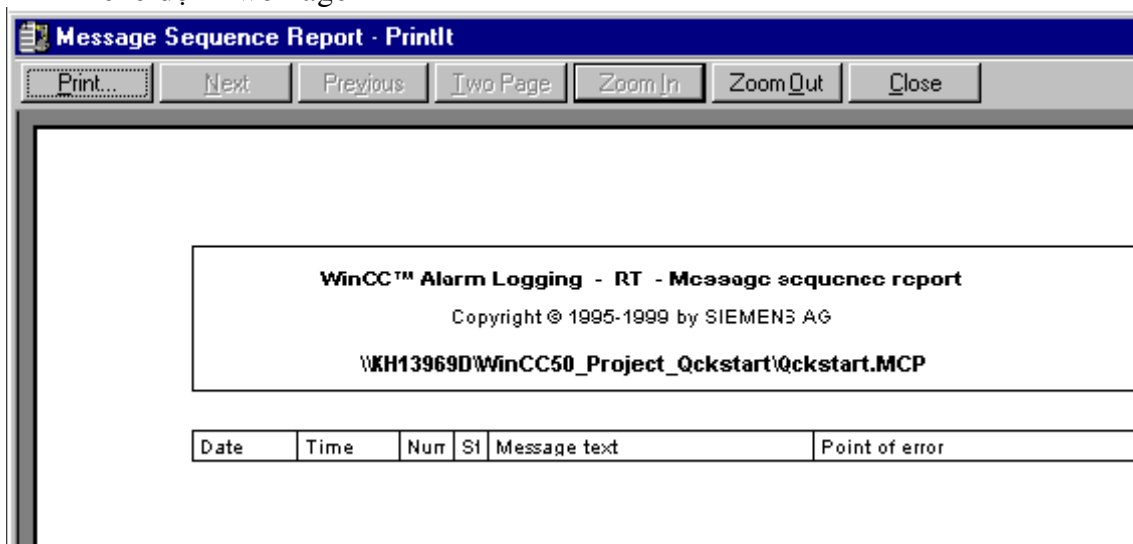 Two Page
Message Sequence Report - PrintIt
Print... Next Previous Two Page Zoom In Zoom Out Close
WinCC™ Alarm Logging - RT - Message sequence report
Copyright © 1995-1999 by SIEMENS AG
\\KH13969D\WinCC50_Project_Qckstart\Qckstart.MCP
Date Time Num St Message text Point of error